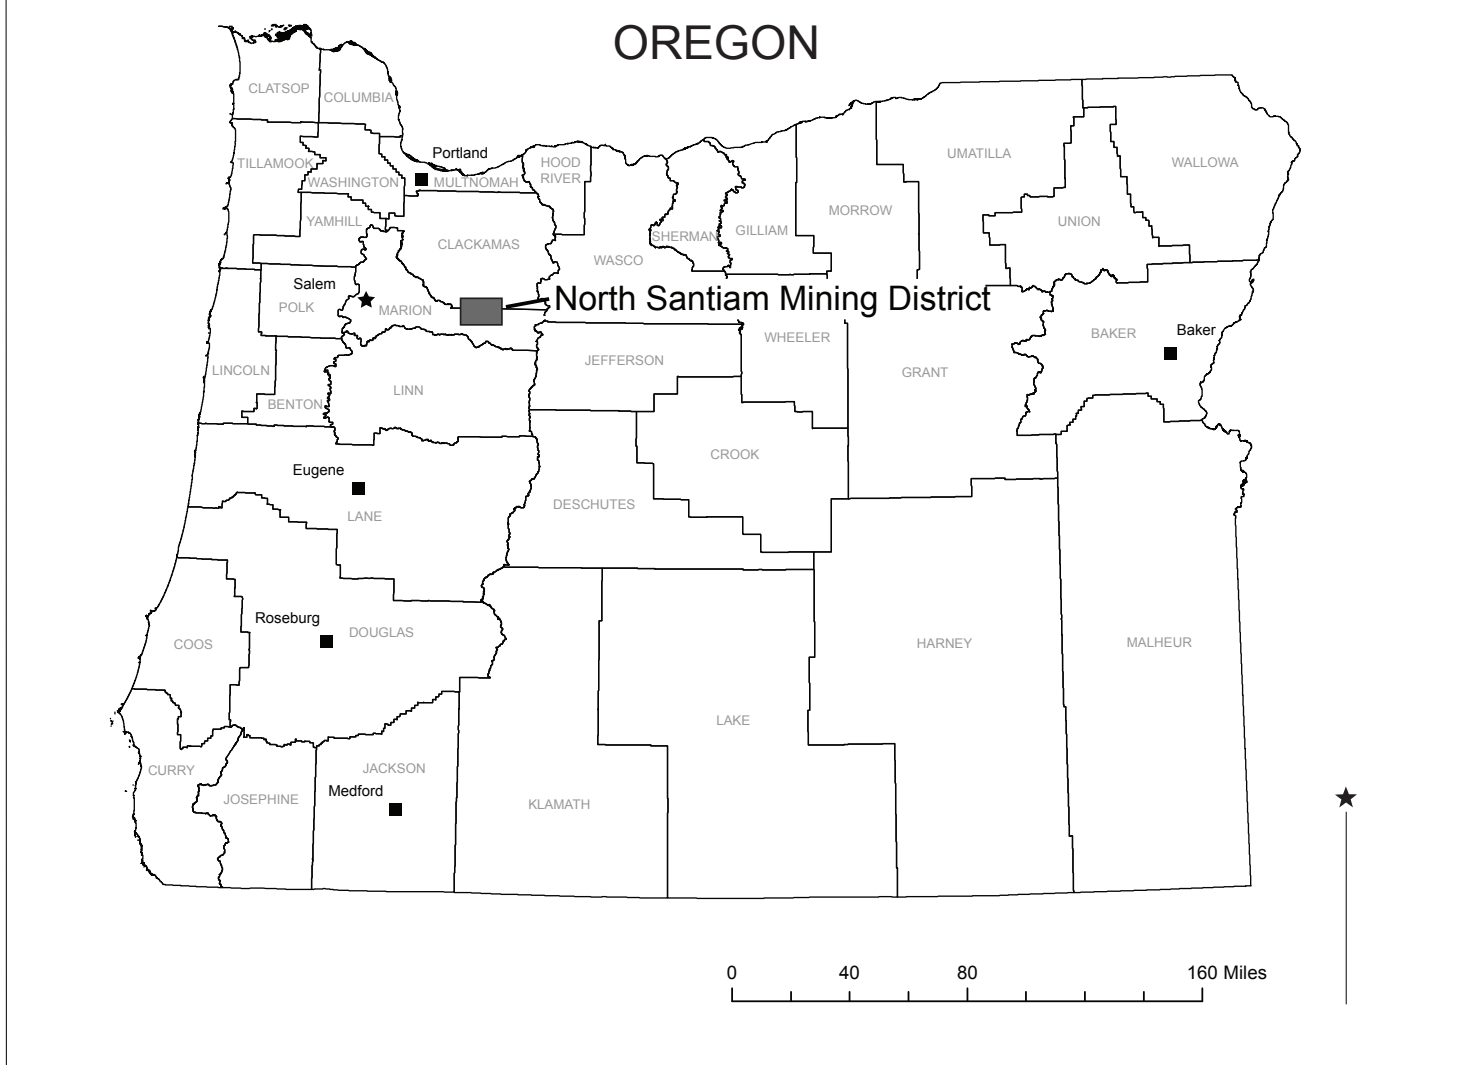 OREGON
CLATSOP
COLUMBIA
Portland
TILLAMOOK
WASHINGTON
MULTNOMAH
HOOD
RIVER
UMATILLA
WALLOWA
YAMHILL
CLACKAMAS
WASCO
SHERMAN
GILLIAM
MORROW
UNION
Salem
POLK
MARION
North Santiam Mining District
LINCOLN
BENTON
LINN
JEFFERSON
WHEELER
GRANT
BAKER
Baker
Eugene
LANE
DESCHUTES
CROOK
Roseburg
COOS
DOUGLAS
HARNEY
MALHEUR
LAKE
CURRY
JOSEPHINE
JACKSON
Medford
KLAMATH
0 40 80 160 Miles